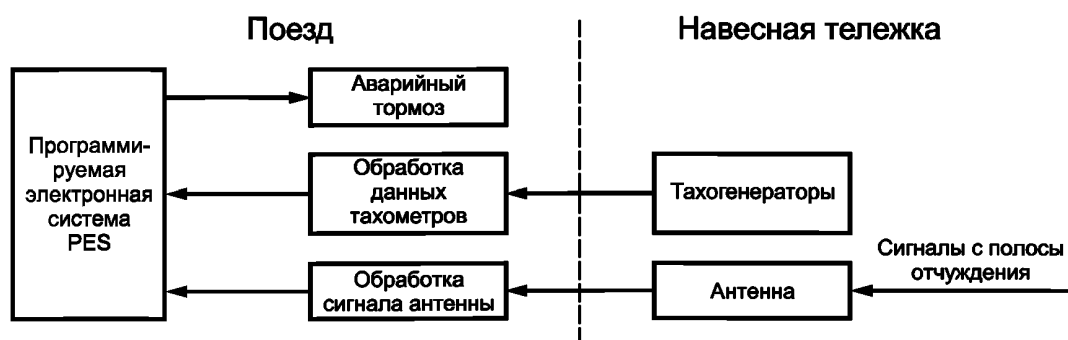 Поезд
Навесная тележка
Программи-
руемая
электронная
система
PES
Аварийный
тормоз
Обработка
данных
тахометров
Тахогенераторы
Обработка
сигнала антенны
Антенна
Сигналы с полосы
отчуждения